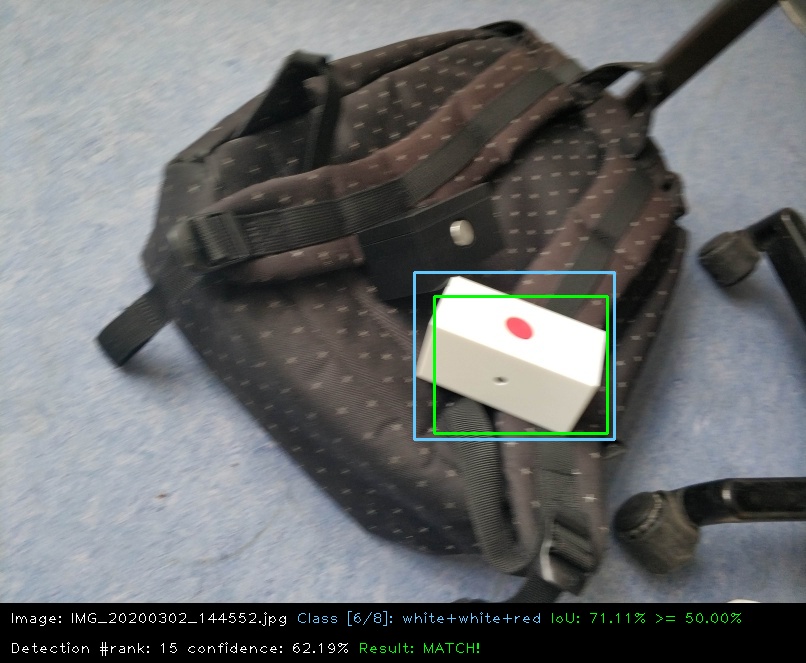 Image: IMG_20200302_144552.jpg Class [6/8]: white+white+red IoU: 71.11% >= 50.00%
Detection #rank: 15 confidence: 62.19% Result: MATCH!